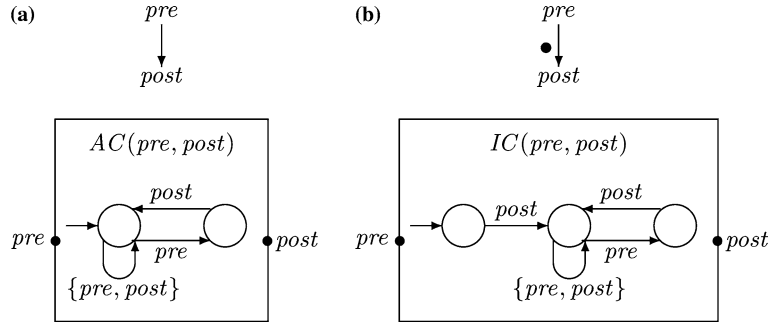 (a) pre
post
AC(pre, post)
post
pre
pre
post
{pre, post}
(b) pre
post
IC(pre, post)
post
post
pre
pre
post
{pre, post}